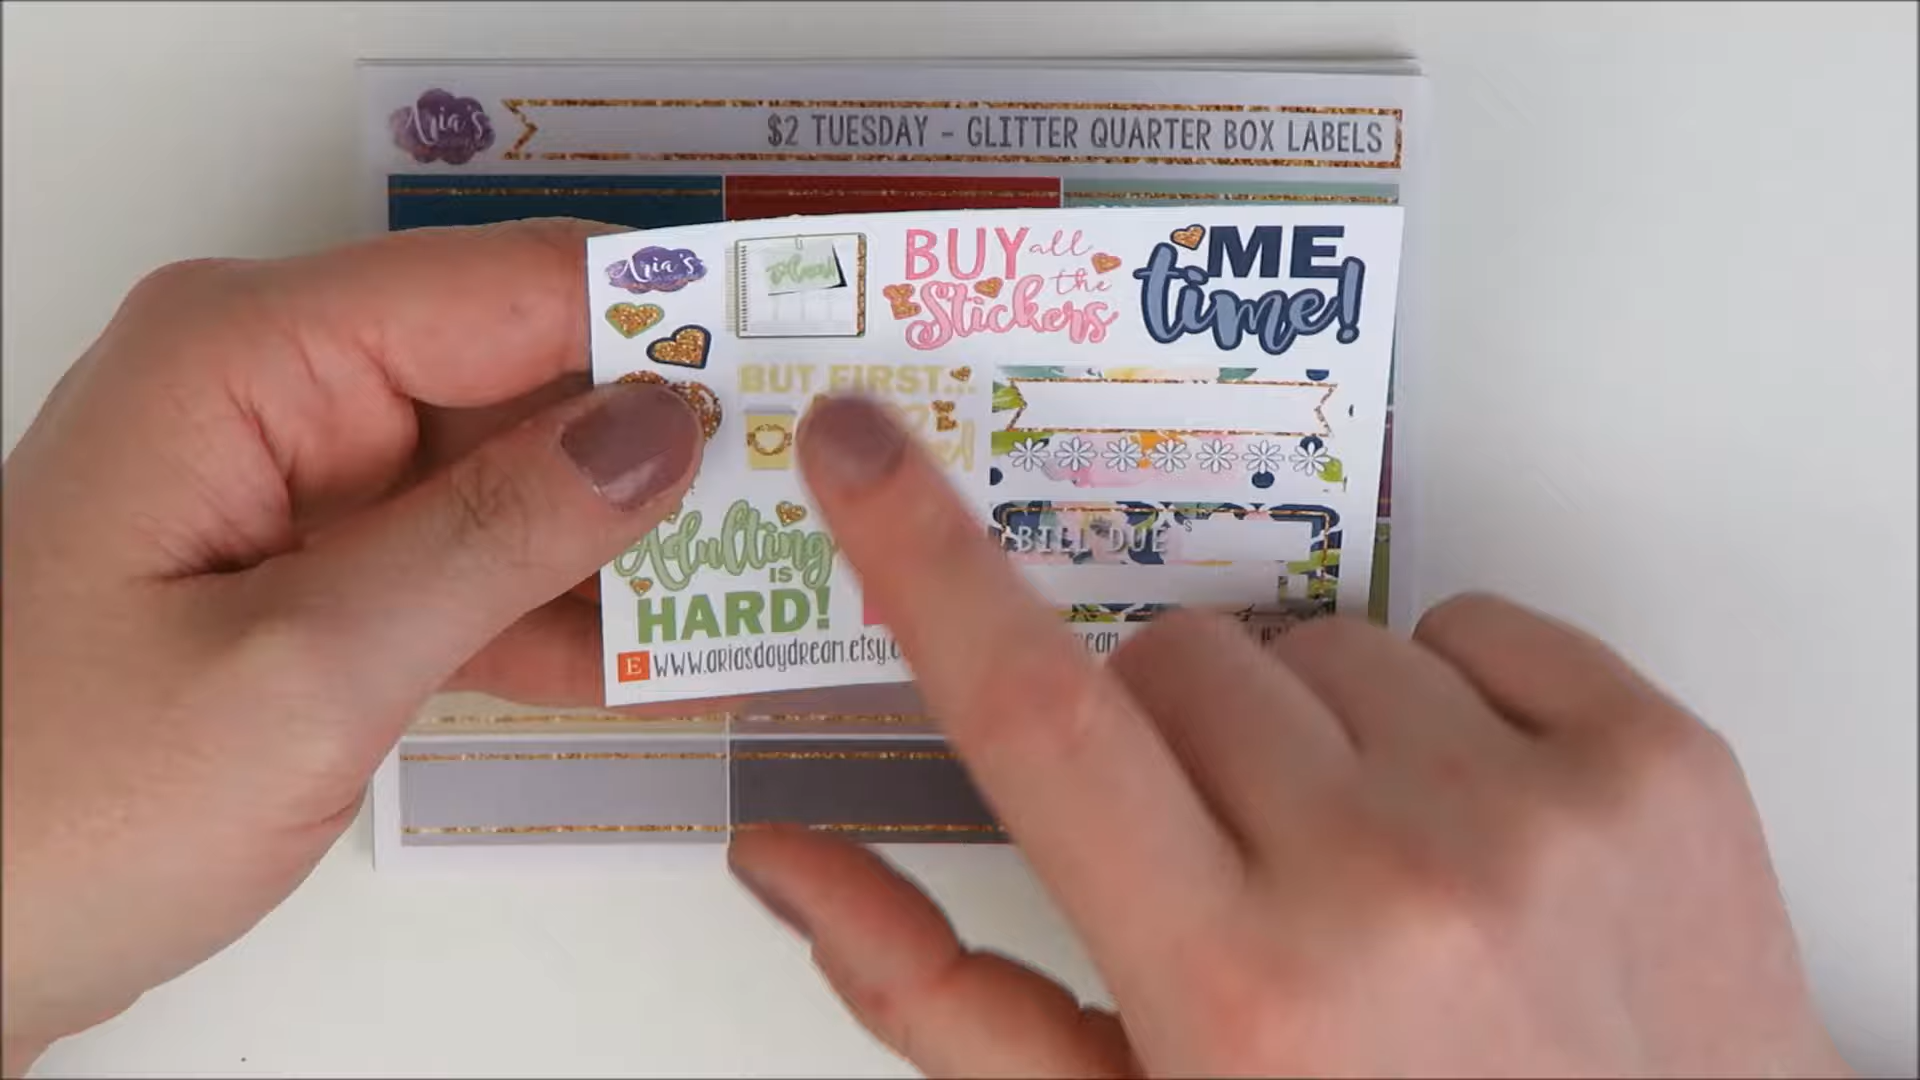 Aria's
$2 TUESDAY - GLITTER QUARTER BOX LABELS
Aria's
BUY all
the
Stickers
ME
time!
BUT FIRST...
BILL DUE
Adulting
IS
HARD!
E www.ariasdaydream.etsy.c